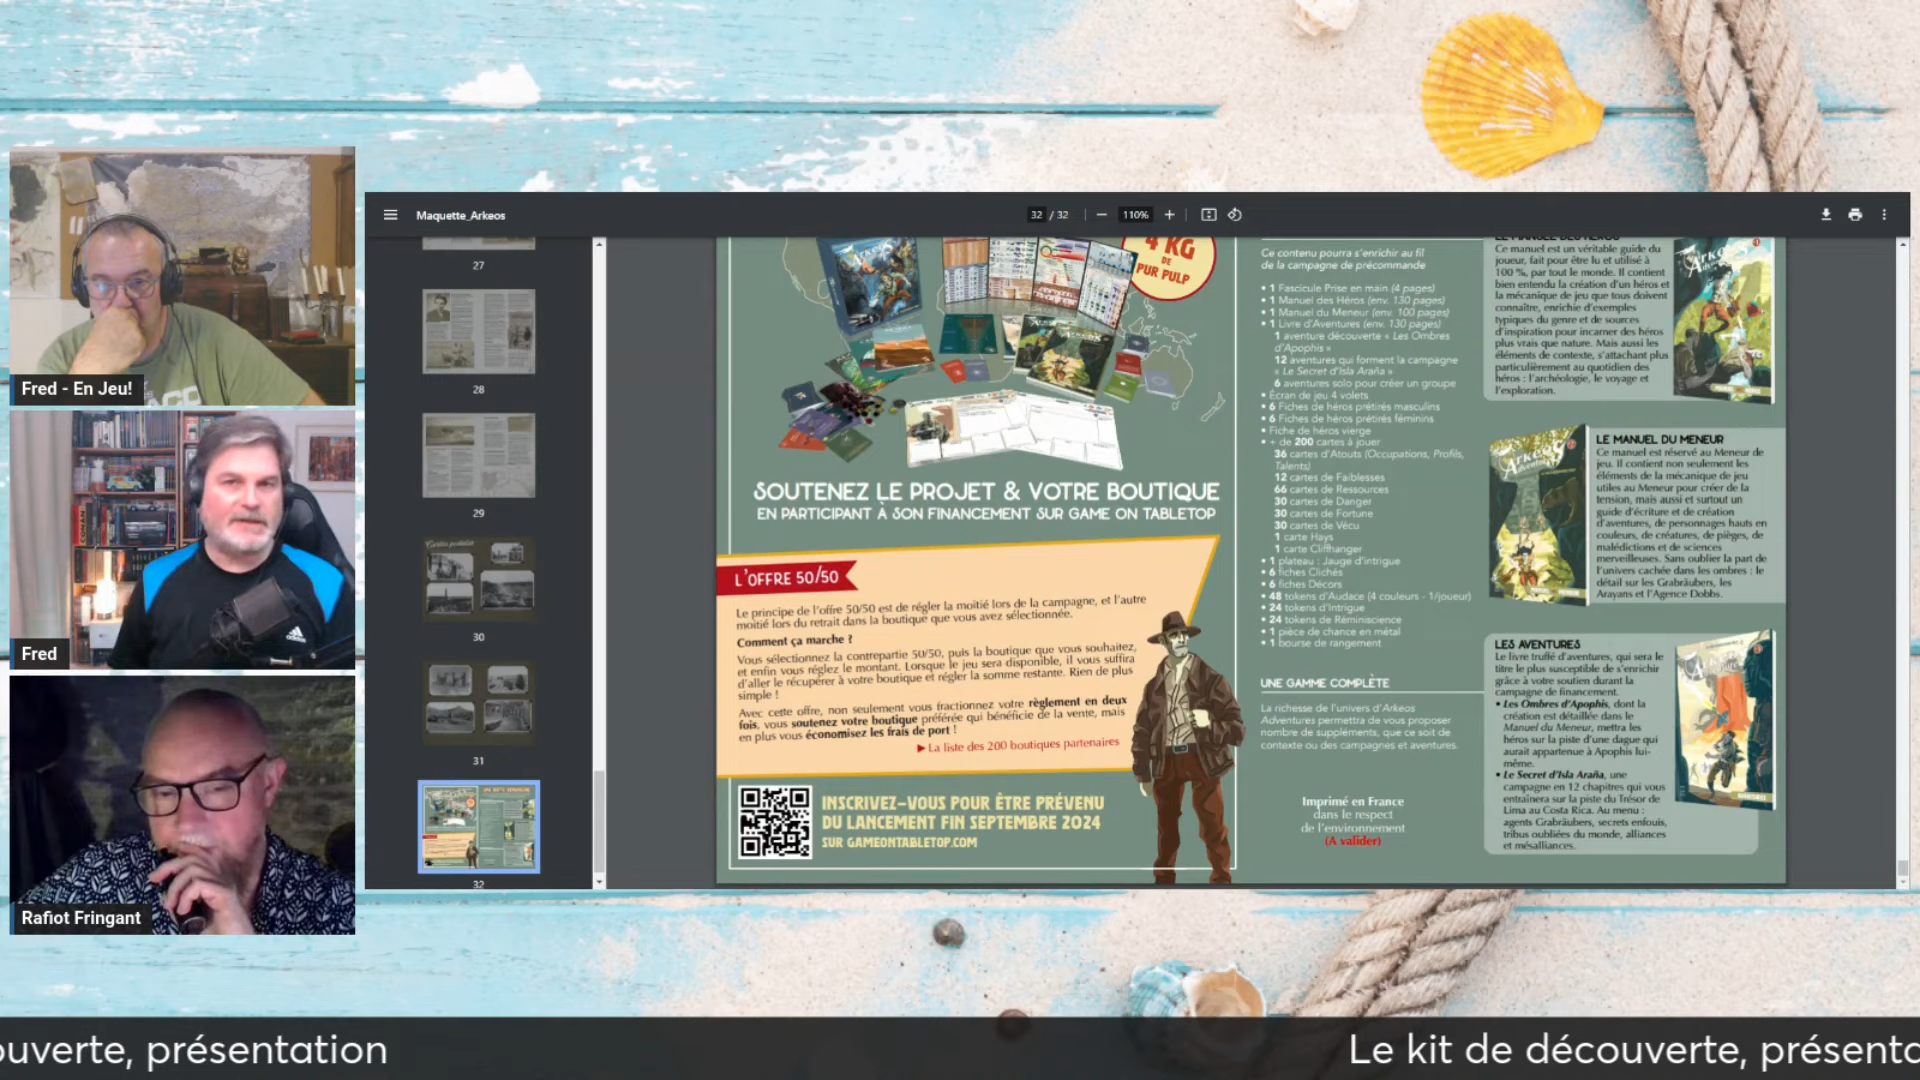 Fred - En Jeu!
Fred
Rafiot Fringant
Maquette_Arkeos
32 / 32
110%
27
28
29
30
31
32
4 KG
DE
PUR PULP
SOUTENEZ LE PROJET & VOTRE BOUTIQUE
EN PARTICIPANT À SON FINANCEMENT SUR GAME ON TABLETOP
L'OFFRE 50/50
Le principe de l'offre 50/50 est de régler la moitié lors de la campagne, et l'autre
moitié lors du retrait dans la boutique que vous avez sélectionnée.
Comment ça marche ?
Vous sélectionnez la contrepartie 50/50, puis la boutique que vous souhaitez,
et enfin vous réglez le montant. Lorsque le jeu sera disponible, il vous suffira
d'aller le récupérer à votre boutique et régler la somme restante. Rien de plus
simple !
Avec cette offre, non seulement vous fractionnez votre règlement en deux
fois, vous soutenez votre boutique préférée qui bénéficie de la vente, mais
en plus vous économisez les frais de port !
▶ La liste des 200 boutiques partenaires
INSCRIVEZ-VOUS POUR ÊTRE PRÉVENU
DU LANCEMENT FIN SEPTEMBRE 2024
SUR GAMEONTABLETOP.COM
Ce contenu pourra s'enrichir au fil
de la campagne de précommande
• 1 Fascicule Prise en main (4 pages)
• 1 Manuel des Héros (env. 130 pages)
• 1 Manuel du Meneur (env. 100 pages)
• 1 Livre d'Aventures (env. 130 pages)
1 aventure découverte « Les Ombres
d'Apophis »
12 aventures qui forment la campagne
« Le Secret d'Isla Araña »
6 aventures solo pour créer un groupe
• Écran de jeu 4 volets
• 6 Fiches de héros prétirés masculins
• 6 Fiches de héros prétirés féminins
• Fiche de héros vierge
• + de 200 cartes à jouer
36 cartes d'Atouts (Occupations, Profils,
Talents)
12 cartes de Faiblesses
66 cartes de Ressources
30 cartes de Danger
30 cartes de Fortune
30 cartes de Vécu
1 carte Hays
1 carte Cliffhanger
• 1 plateau : Jauge d'intrigue
• 6 fiches Clichés
• 6 fiches Décors
• 48 tokens d'Audace (4 couleurs - 1/joueur)
• 24 tokens d'Intrigue
• 24 tokens de Réminiscence
• 1 pièce de chance en métal
• 1 bourse de rangement
UNE GAMME COMPLÈTE
La richesse de l'univers d'Arkeos
Adventures permettra de vous proposer
nombre de suppléments, que ce soit de
contexte ou des campagnes et aventures.
Imprimé en France
dans le respect
de l'environnement
(A valider)
LE MANUEL DES HÉROS
Ce manuel est un véritable guide du
joueur, fait pour être lu et utilisé à
100 %, par tout le monde. Il contient
bien entendu la création d'un héros et
la mécanique de jeu que tous doivent
connaître, enrichie d'exemples
typiques du genre et de sources
d'inspiration pour incarner des héros
plus vrais que nature. Mais aussi les
éléments de contexte, s'attachant plus
particulièrement au quotidien des
héros : l'archéologie, le voyage et
l'exploration.
LE MANUEL DU MENEUR
Ce manuel est réservé au Meneur de
jeu. Il contient non seulement les
éléments de la mécanique de jeu
utiles au Meneur pour créer de la
tension, mais aussi et surtout un
guide d'écriture et de création
d'aventures, de personnages hauts en
couleurs, de créatures, de pièges, de
malédictions et de sciences
merveilleuses. Sans oublier la part de
l'univers cachée dans les ombres : le
détail sur les Grabräubers, les
Arayans et l'Agence Dobbs.
LES AVENTURES
Le livre truffé d'aventures, qui sera le
titre le plus susceptible de s'enrichir
grâce à votre soutien durant la
campagne de financement.
• Les Ombres d'Apophis, dont la
création est détaillée dans le
Manuel du Meneur, mettra les
héros sur la piste d'une dague qui
aurait appartenue à Apophis lui-
même.
• Le Secret d'Isla Araña, une
campagne en 12 chapitres qui vous
entraînera sur la piste du Trésor de
Lima au Costa Rica. Au menu :
agents Grabräubers, secrets enfouis,
tribus oubliées du monde, alliances
et mésalliances.
ouverte, présentation
Le kit de découverte, présenta